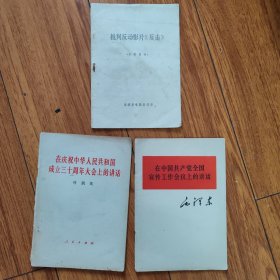 批判反动影片《反击》
在庆祝中华人民共和国
成立三十周年大会上的讲话
叶剑英
人民出版社
在中国共产党全国
宣传工作会议上的讲话
毛泽东